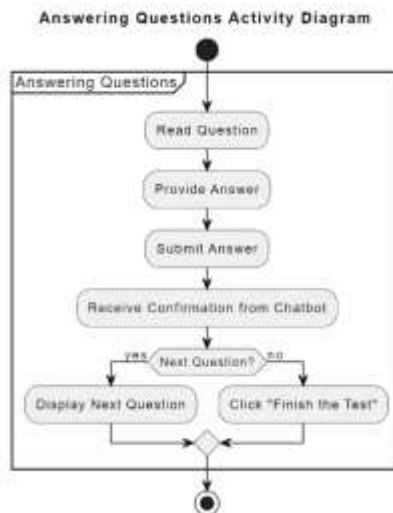 Answering Questions Activity Diagram
Answering Questions
Read Question
Provide Answer
Submit Answer
Receive Confirmation from Chatbot
yes
Next Question?
no
Display Next Question
Click "Finish the Test"